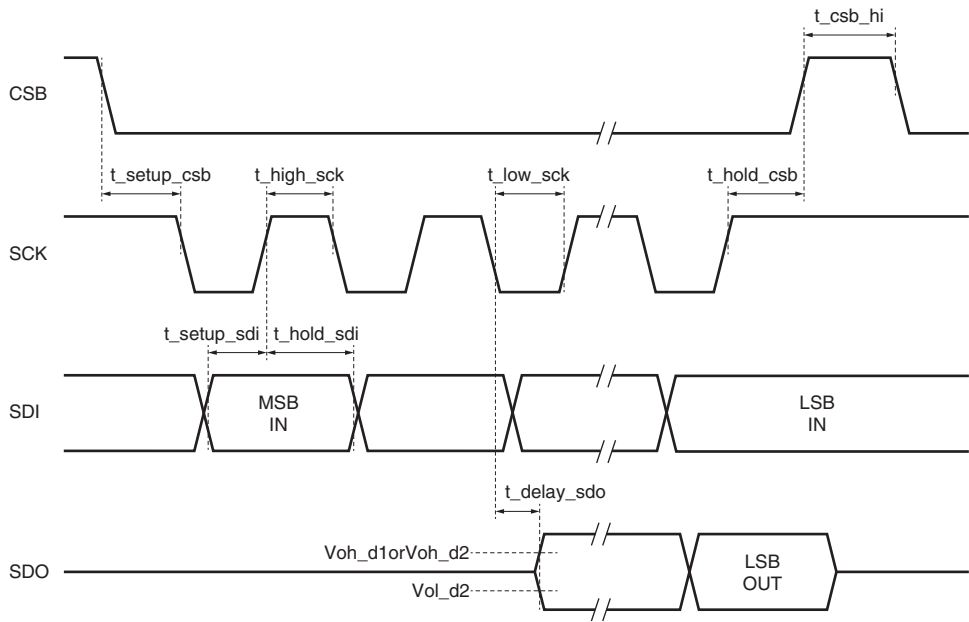 t_csb_hi
CSB
t_setup_csb
t_high_sck
t_low_sck
t_hold_csb
SCK
t_setup_sdi
t_hold_sdi
SDI
MSB
IN
LSB
IN
t_delay_sdo
Voh_d1orVoh_d2
SDO
Vol_d2
LSB
OUT